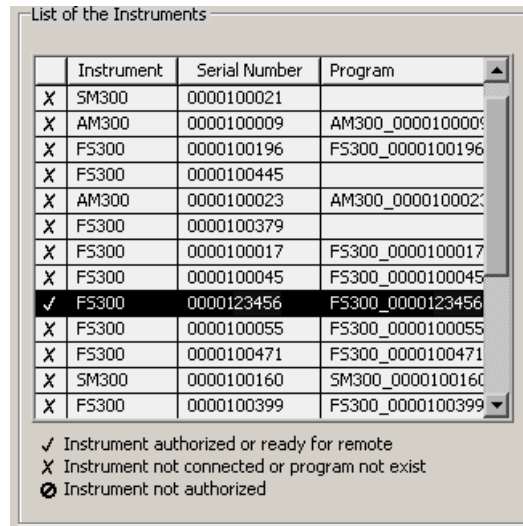 List of the Instruments
Instrument Serial Number Program
X SM300 0000100021
X AM300 0000100009 AM300_0000100009
X FS300 0000100196 FS300_0000100196
X FS300 0000100445
X AM300 0000100023 AM300_0000100023
X FS300 0000100379
X FS300 0000100017 FS300_0000100017
X FS300 0000100045 FS300_0000100045
✓ FS300 0000123456 FS300_0000123456
X FS300 0000100055 FS300_0000100055
X FS300 0000100471 FS300_0000100471
X SM300 0000100160 SM300_0000100160
X FS300 0000100399 FS300_0000100399
✓ Instrument authorized or ready for remote
X Instrument not connected or program not exist
Instrument not authorized